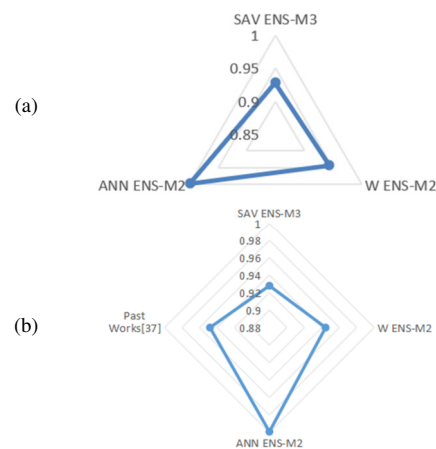 SAV ENS-M3
1
0.95
0.9
0.85
(a)
ANN ENS-M2
W ENS-M2
SAV ENS-M3
1
0.98
0.96
0.94
0.92
0.9
0.88
Past
Works[37]
(b)
W ENS-M2
ANN ENS-M2